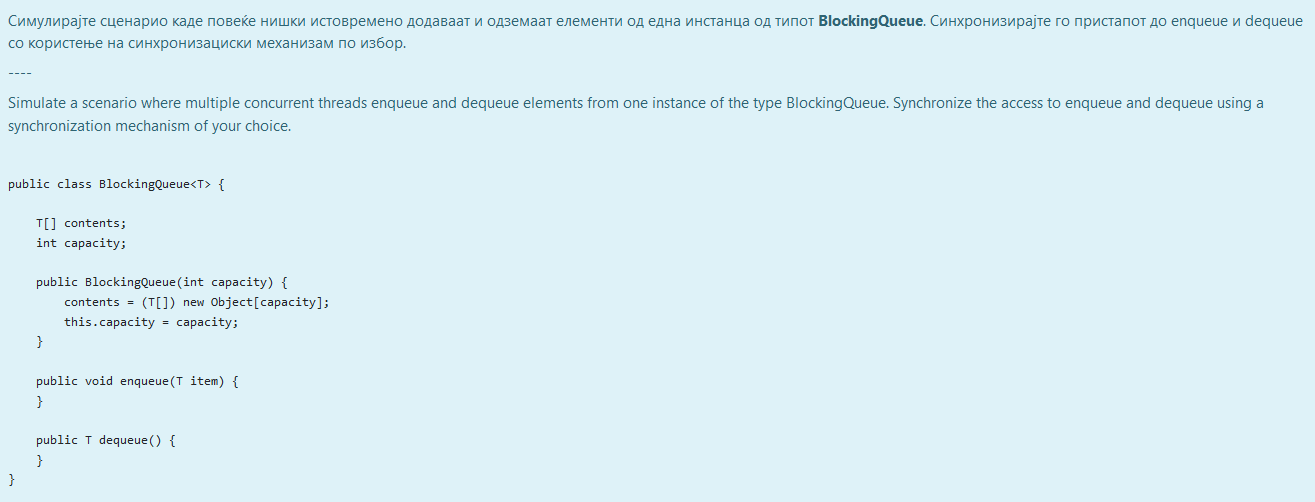 Симулирајте сценарио каде повеќе нишки истовремено додаваат и одземаат елементи од една инстанца од типот BlockingQueue. Синхронизирајте го пристапот до enqueue и dequeue
со користење на синхронизациски механизам по избор.
----
Simulate a scenario where multiple concurrent threads enqueue and dequeue elements from one instance of the type BlockingQueue. Synchronize the access to enqueue and dequeue using a
synchronization mechanism of your choice.
public class BlockingQueue<T> {
    T[] contents;
    int capacity;
    public BlockingQueue(int capacity) {
        contents = (T[]) new Object[capacity];
        this.capacity = capacity;
    }
    public void enqueue(T item) {
    }
    public T dequeue() {
    }
}